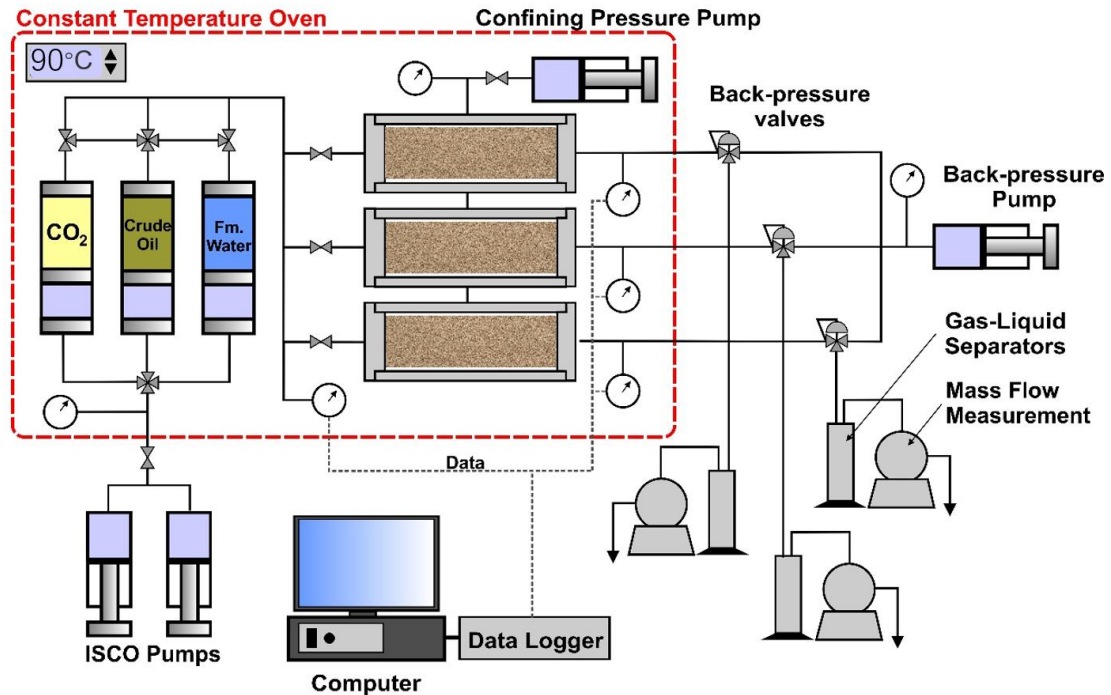 Constant Temperature Oven
Confining Pressure Pump
90°C
Back-pressure
valves
CO₂
Crude
Oil
Fm.
Water
Back-pressure
Pump
Gas-Liquid
Separators
Mass Flow
Measurement
Data
ISCO Pumps
Data Logger
Computer